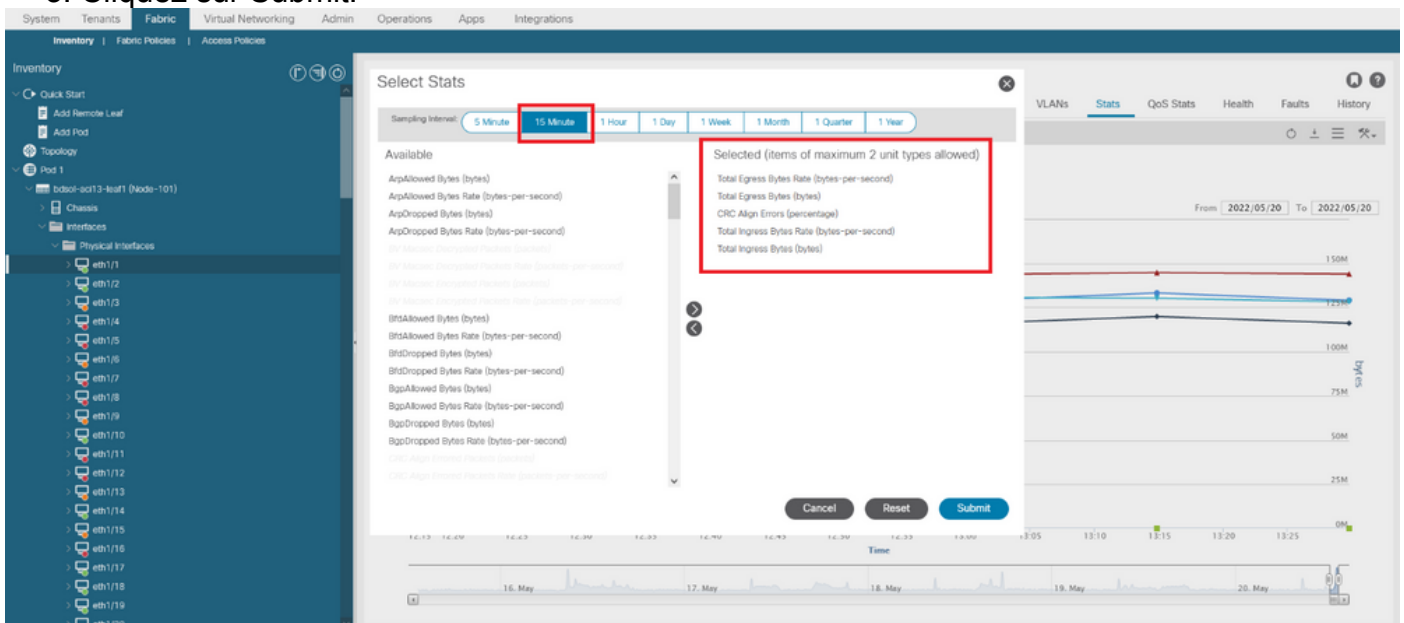 Cliquez sur Submit.
System Tenants Fabric Virtual Networking Admin Operations Apps Integrations
Inventory | Fabric Policies | Access Policies
Inventory
Quick Start
Add Remote Leaf
Add Pod
Topology
Pod 1
bdsol-aci13-leaf1 (Node-101)
Chassis
Interfaces
Physical Interfaces
eth1/1
eth1/2
eth1/3
eth1/4
eth1/5
eth1/6
eth1/7
eth1/8
eth1/9
eth1/10
eth1/11
eth1/12
eth1/13
eth1/14
eth1/15
eth1/16
eth1/17
eth1/18
eth1/19
Select Stats
Sampling Interval: 5 Minute 15 Minute 1 Hour 1 Day 1 Week 1 Month 1 Quarter 1 Year
Available
ArpAllowed Bytes (bytes)
ArpAllowed Bytes Rate (bytes-per-second)
ArpDropped Bytes (bytes)
ArpDropped Bytes Rate (bytes-per-second)
BfdAllowed Bytes (bytes)
BfdAllowed Bytes Rate (bytes-per-second)
BfdDropped Bytes (bytes)
BfdDropped Bytes Rate (bytes-per-second)
BgpAllowed Bytes (bytes)
BgpAllowed Bytes Rate (bytes-per-second)
BgpDropped Bytes (bytes)
BgpDropped Bytes Rate (bytes-per-second)
Selected (items of maximum 2 unit types allowed)
Total Egress Bytes Rate (bytes-per-second)
Total Egress Bytes (bytes)
CRC Align Errors (percentage)
Total Ingress Bytes Rate (bytes-per-second)
Total Ingress Bytes (bytes)
Cancel Reset Submit
VLANs Stats QoS Stats Health Faults History
From 2022/05/20 To 2022/05/20
150M
125M
100M
75M
50M
25M
0M
bytes
13:05 13:10 13:15 13:20 13:25
Time
16. May 17. May 18. May 19. May 20. May